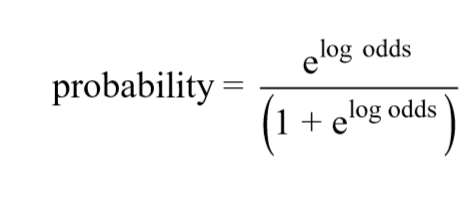 probability = e^log odds / (1 + e^log odds)